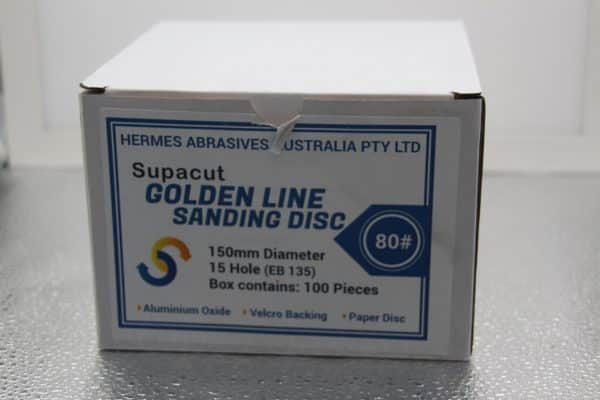 HERMES ABRASIVES AUSTRALIA PTY LTD
Supacut
GOLDEN LINE
SANDING DISC
80#
150mm Diameter
15 Hole (EB 135)
Box contains: 100 Pieces
Aluminium Oxide Velcro Backing Paper Disc